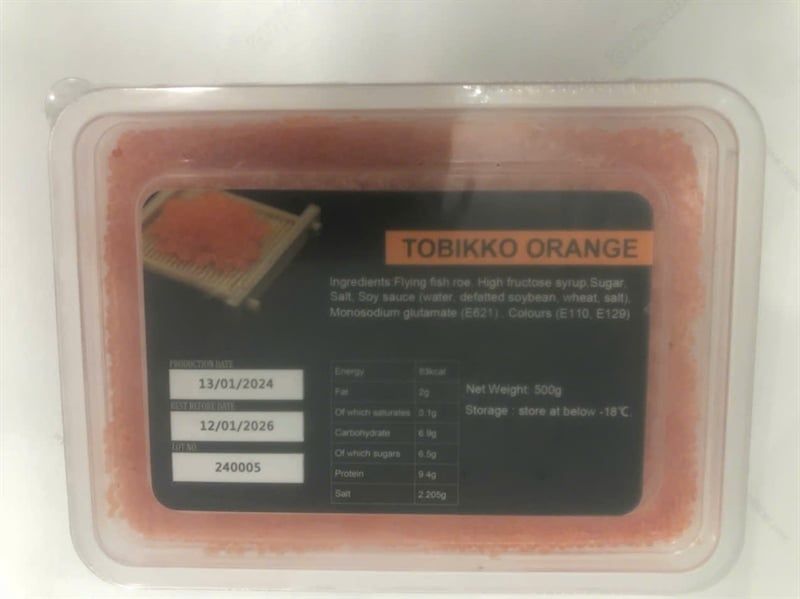 TOBIKKO ORANGE
Ingredients:Flying fish roe, High fructose syrup,Sugar,
Salt, Soy sauce (water, defatted soybean, wheat, salt),
Monosodium glutamate (E621) , Colours (E110, E129)
PRODUCTION DATE
13/01/2024
BEST BEFORE DATE
12/01/2026
LOT NO
240005
Energy 83kcal
Fat 2g
Of which saturates 3.1g
Carbohydrate 6.9g
Of which sugars 6.5g
Protein 9.4g
Salt 2.205g
Net Weight: 500g
Storage : store at below -18℃.